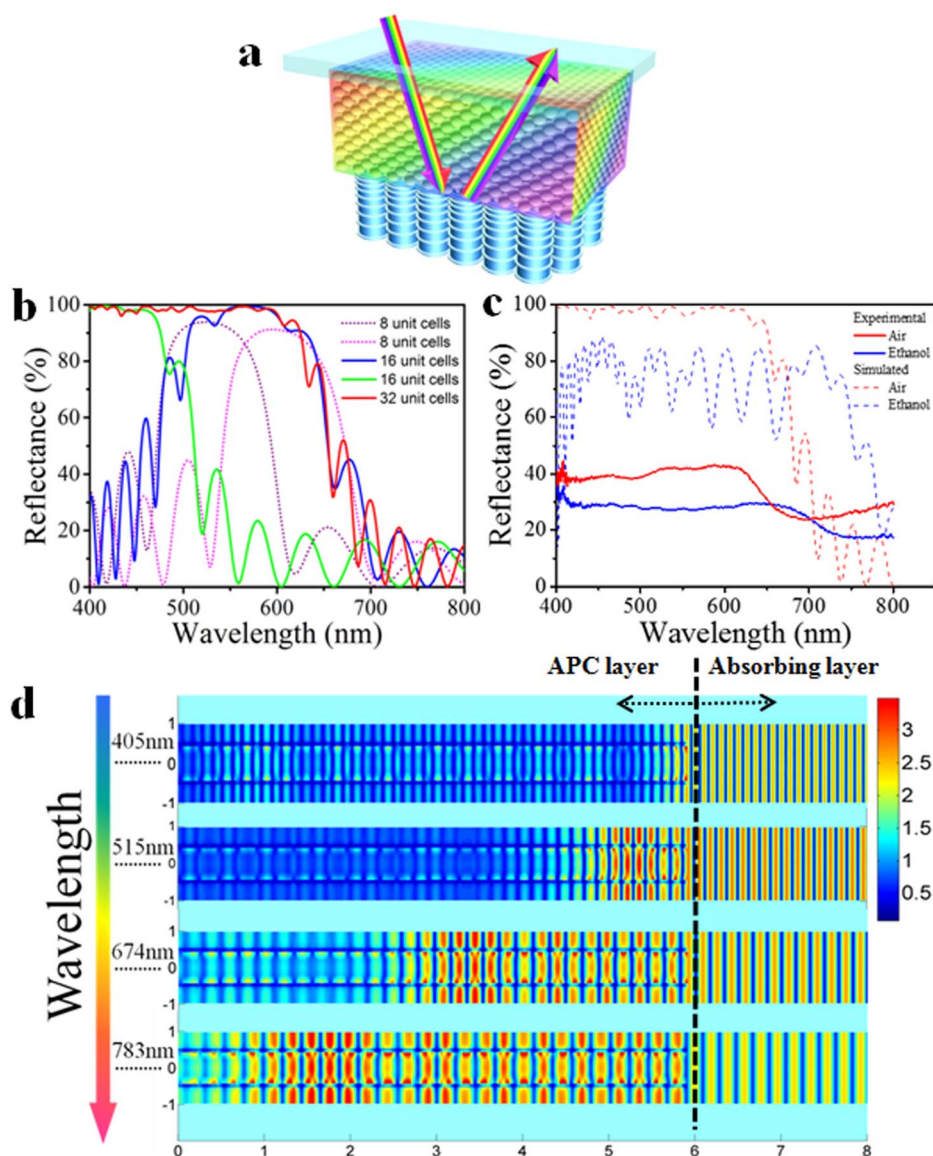 a
b
Reflectance (%)
100
80
60
40
20
0
8 unit cells
8 unit cells
16 unit cells
16 unit cells
32 unit cells
400 500 600 700 800
Wavelength (nm)
c
Reflectance (%)
100
80
60
40
20
0
Experimental
Air
Ethanol
Simulated
Air
Ethanol
400 500 600 700 800
Wavelength (nm)
APC layer
Absorbing layer
d
Wavelength
405nm
515nm
674nm
783nm
1
0
-1
1
0
-1
1
0
-1
1
0
-1
0 1 2 3 4 5 6 7 8
3
2.5
2
1.5
1
0.5